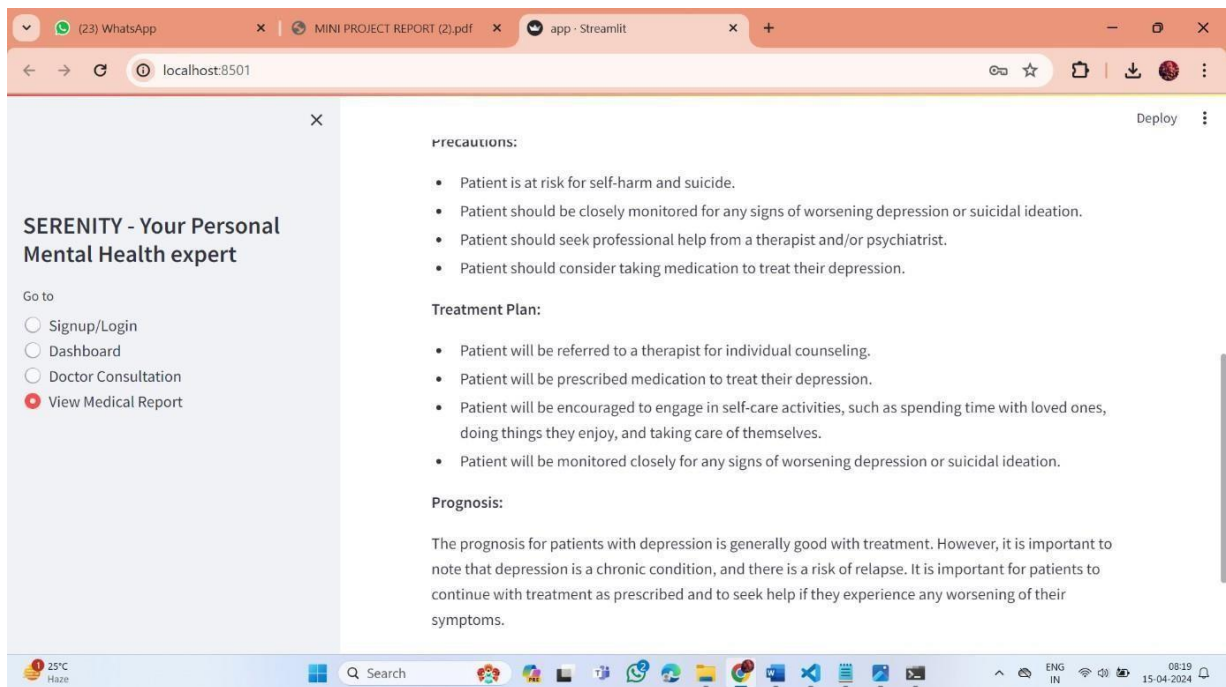 (23) WhatsApp
MINI PROJECT REPORT (2).pdf
app · Streamlit
localhost:8501
Deploy
SERENITY - Your Personal
Mental Health expert
Go to
Signup/Login
Dashboard
Doctor Consultation
View Medical Report
Precautions:
Patient is at risk for self-harm and suicide.
Patient should be closely monitored for any signs of worsening depression or suicidal ideation.
Patient should seek professional help from a therapist and/or psychiatrist.
Patient should consider taking medication to treat their depression.
Treatment Plan:
Patient will be referred to a therapist for individual counseling.
Patient will be prescribed medication to treat their depression.
Patient will be encouraged to engage in self-care activities, such as spending time with loved ones,
doing things they enjoy, and taking care of themselves.
Patient will be monitored closely for any signs of worsening depression or suicidal ideation.
Prognosis:
The prognosis for patients with depression is generally good with treatment. However, it is important to
note that depression is a chronic condition, and there is a risk of relapse. It is important for patients to
continue with treatment as prescribed and to seek help if they experience any worsening of their
symptoms.
1
25°C
Haze
Search
PRE
2
ENG
IN
08:19
15-04-2024